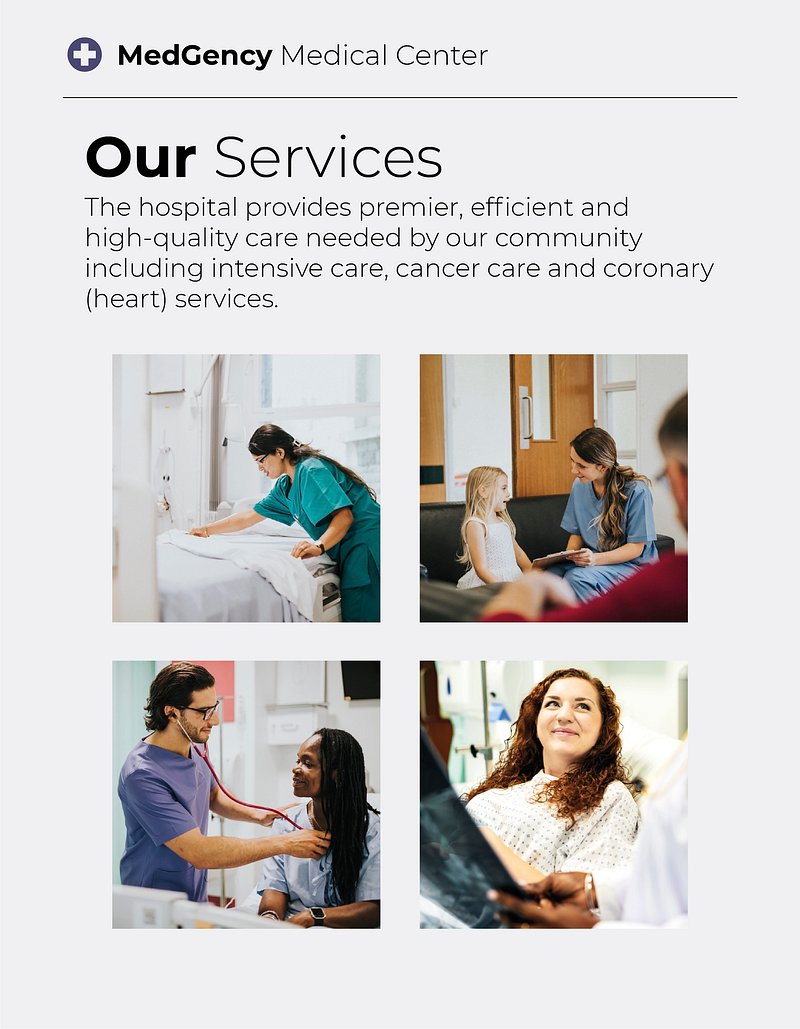 MedGency Medical Center
Our Services
The hospital provides premier, efficient and
high-quality care needed by our community
including intensive care, cancer care and coronary
(heart) services.